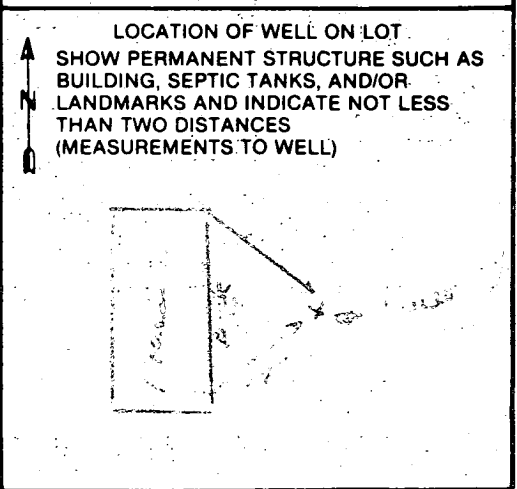 LOCATION OF WELL ON LOT
SHOW PERMANENT STRUCTURE SUCH AS
BUILDING, SEPTIC TANKS, AND/OR
N LANDMARKS AND INDICATE NOT LESS
THAN TWO DISTANCES
(MEASUREMENTS TO WELL)